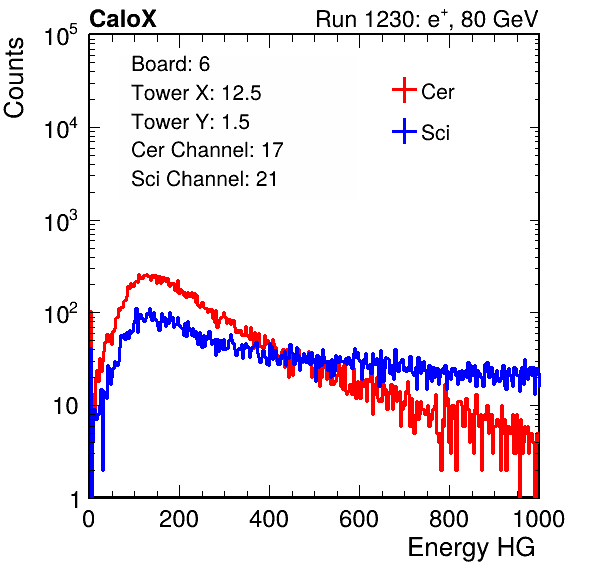 CaloX Run 1230: e⁺, 80 GeV
Counts
10⁵
10⁴
10³
10²
10
1
Board: 6
Tower X: 12.5
Tower Y: 1.5
Cer Channel: 17
Sci Channel: 21
Cer
Sci
0 200 400 600 800 1000
Energy HG